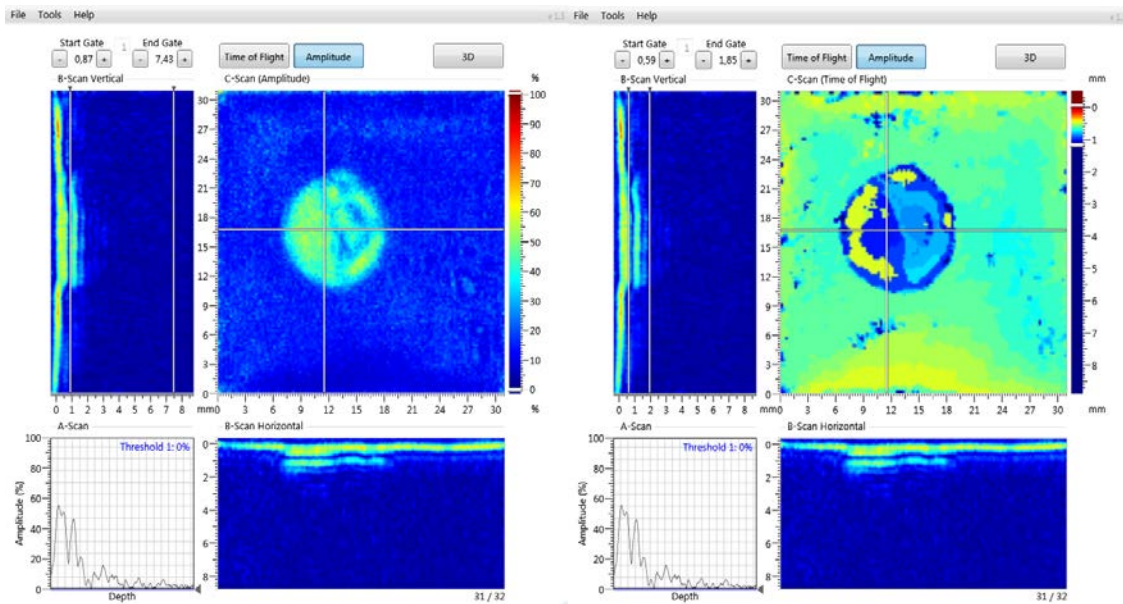 File Tools Help v 1.3
Start Gate 1 End Gate
- 0,87 + - 7,43 +
Time of Flight Amplitude 3D
B-Scan Vertical C-Scan (Amplitude) %
31 30 27 24 21 18 15 12 9 6 3 0
100 90 80 70 60 50 40 30 20 10 0
0 1 2 3 4 5 6 7 8 mm 0 3 6 9 12 15 18 21 24 27 30 %
A-Scan B-Scan Horizontal
Threshold 1: 0%
Amplitude (%)
100 80 60 40 20 0
0 2 4 6 8
Depth 31 / 32
File Tools Help v 1.3
Start Gate 1 End Gate
- 0,59 + - 1,85 +
Time of Flight Amplitude 3D
B-Scan Vertical C-Scan (Time of Flight) mm
31 30 27 24 21 18 15 12 9 6 3 0
0 -1 -2 -3 -4 -5 -6 -7 -8
0 1 2 3 4 5 6 7 8 mm 0 3 6 9 12 15 18 21 24 27 30 mm
A-Scan B-Scan Horizontal
Threshold 1: 0%
Amplitude (%)
100 80 60 40 20 0
0 2 4 6 8
Depth 31 / 32